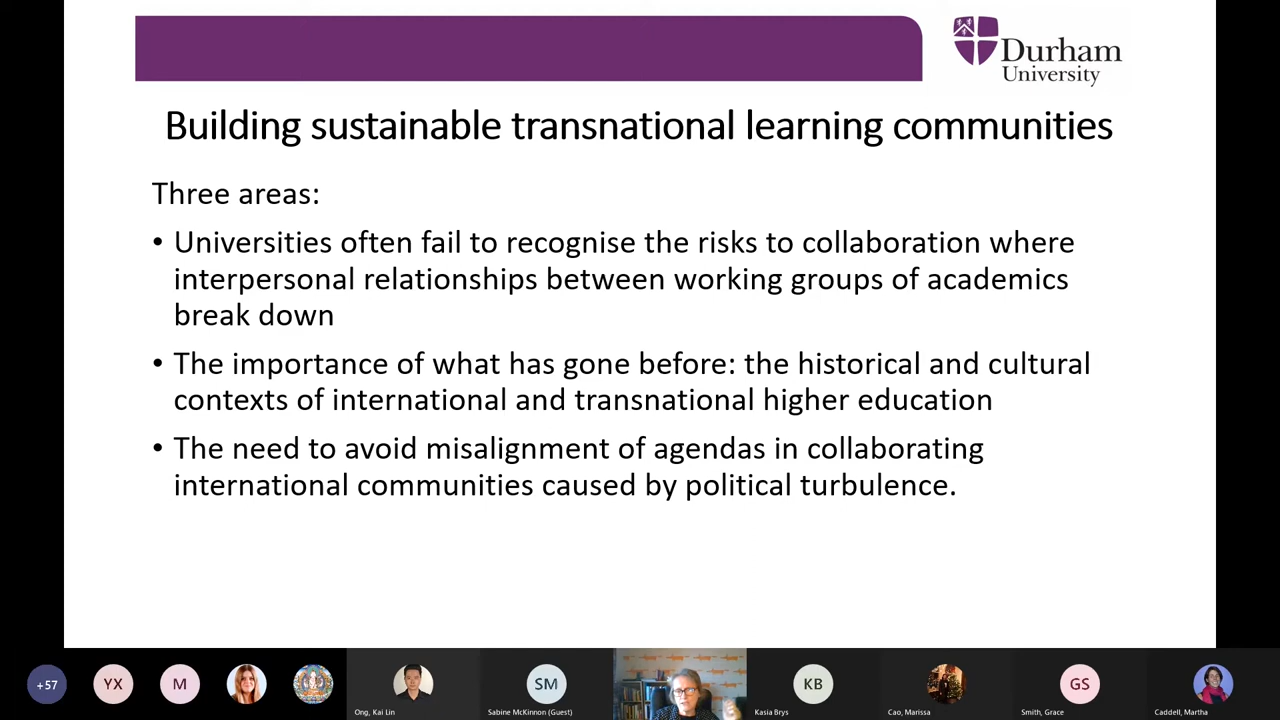 Durham
University
Building sustainable transnational learning communities
Three areas:
• Universities often fail to recognise the risks to collaboration where
interpersonal relationships between working groups of academics
break down
• The importance of what has gone before: the historical and cultural
contexts of international and transnational higher education
• The need to avoid misalignment of agendas in collaborating
international communities caused by political turbulence.
+57
YX
M
SM
KB
GS
Ong, Kai Lin
Sabine McKinnon (Guest)
Kasia Brys
Cao, Marissa
Smith, Grace
Caddell, Martha